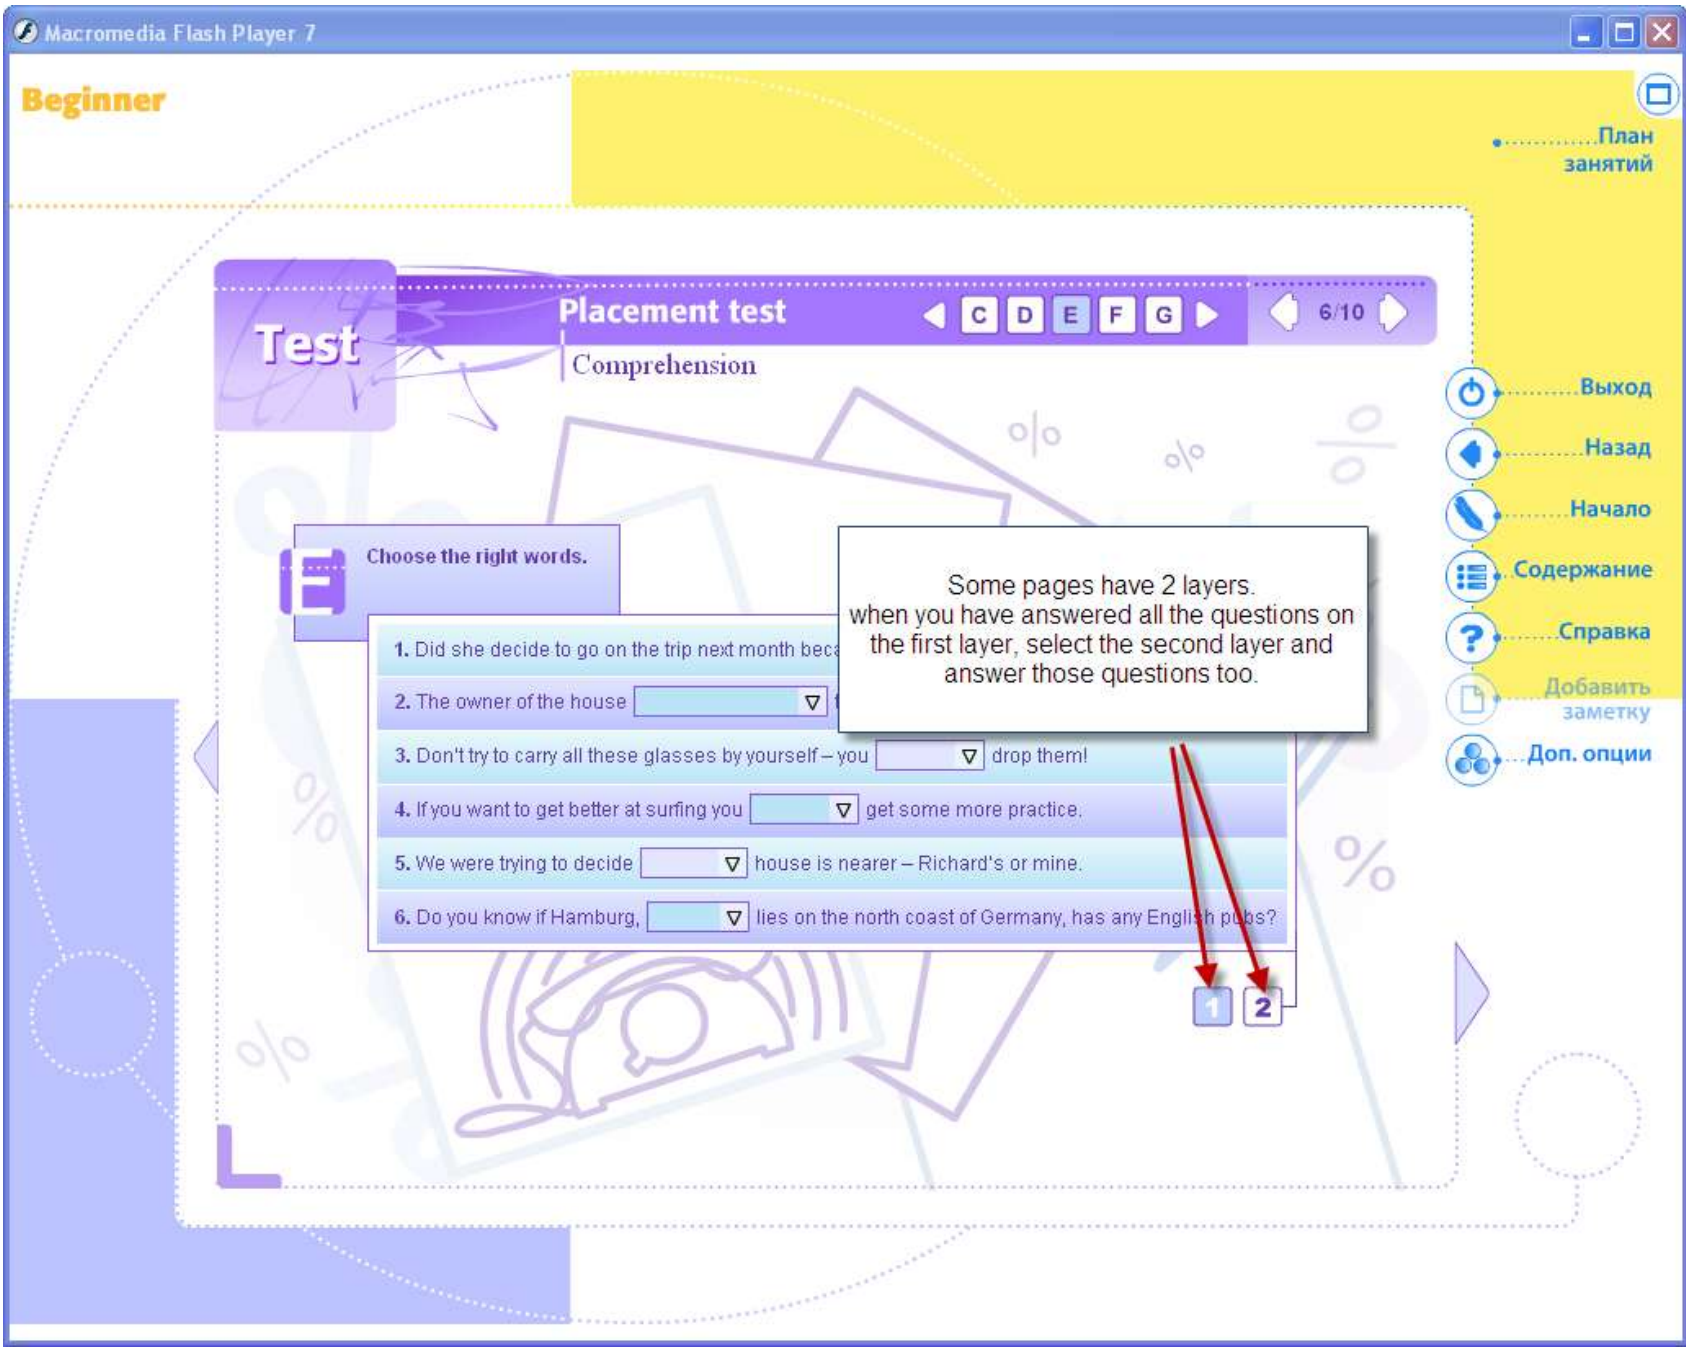 Macromedia Flash Player 7
Beginner
План
занятий
Test
Placement test
C D E F G
6/10
Comprehension
Выход
Назад
Начало
Содержание
Справка
Добавить
заметку
Доп. опции
E
Choose the right words.
Some pages have 2 layers.
when you have answered all the questions on
the first layer, select the second layer and
answer those questions too.
1. Did she decide to go on the trip next month
2. The owner of the house
3. Don't try to carry all these glasses by yourself – you drop them!
4. If you want to get better at surfing you get some more practice.
5. We were trying to decide house is nearer – Richard's or mine.
6. Do you know if Hamburg, lies on the north coast of Germany, has any English pubs?
1 2